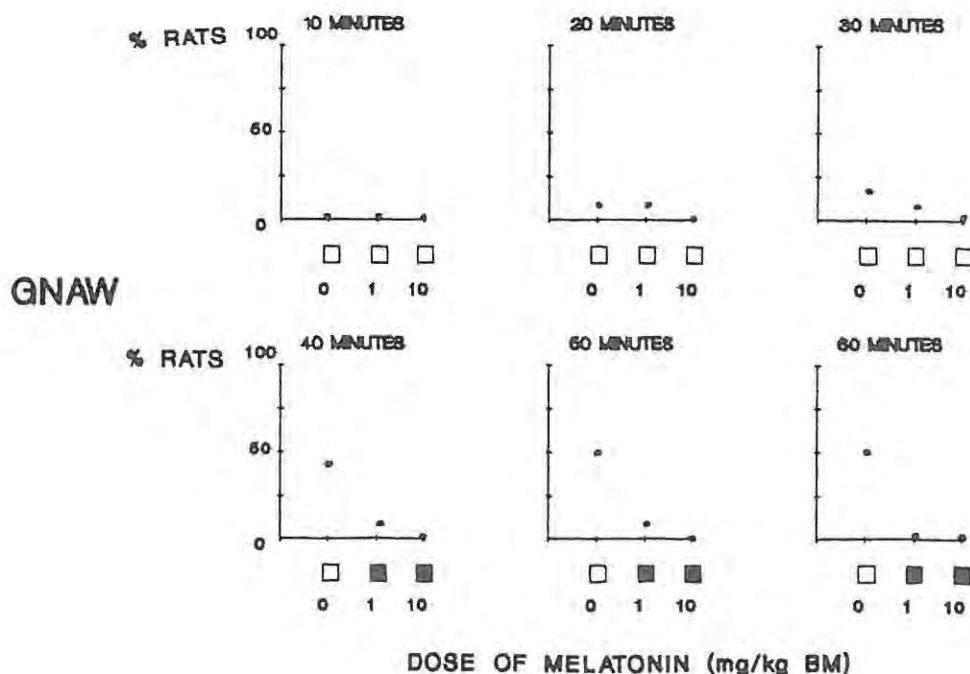 % RATS
10 MINUTES 20 MINUTES 30 MINUTES
100
50
0
0 1 10 0 1 10 0 1 10
GNAW
% RATS
40 MINUTES 50 MINUTES 60 MINUTES
100
50
0
0 1 10 0 1 10 0 1 10
DOSE OF MELATONIN (mg/kg BM)